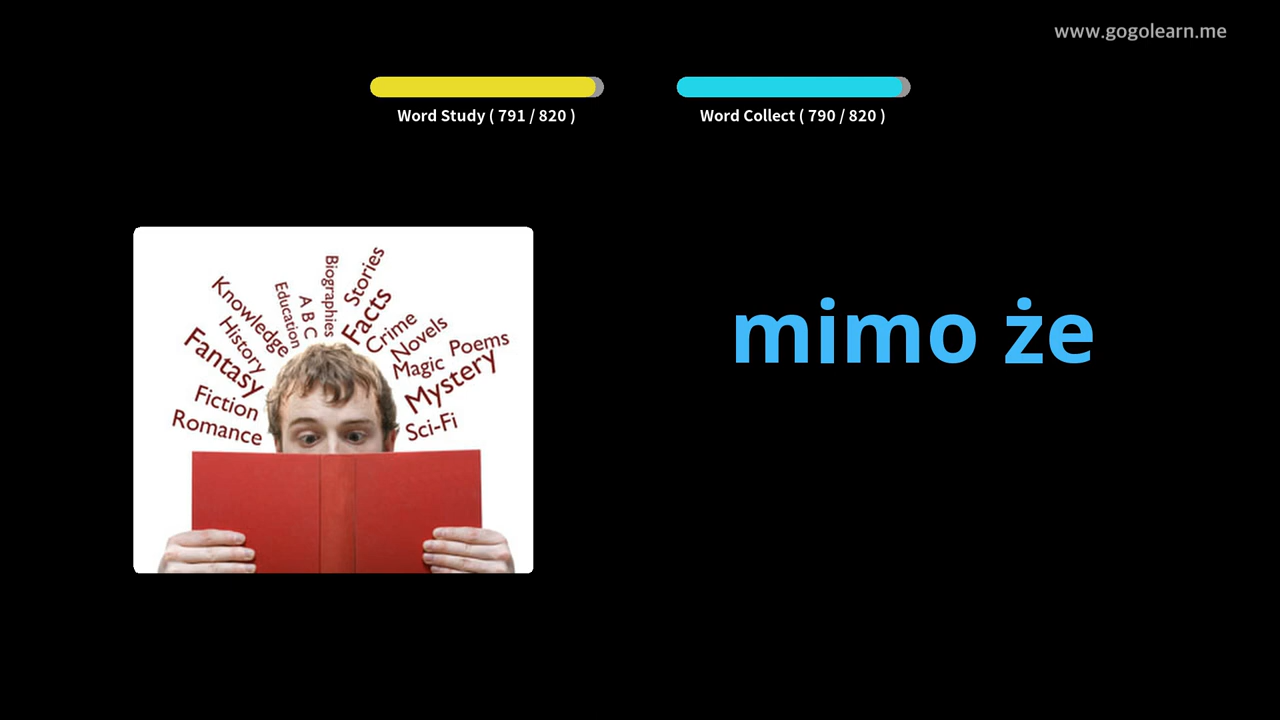 www.gogolearn.me
Word Study ( 791 / 820 )
Word Collect ( 790 / 820 )
mimo że
Biographies
Stories
Education
A B C
Facts
Knowledge
Crime
History
Novels
Poems
Fantasy
Magic
Mystery
Fiction
Romance
Sci-Fi